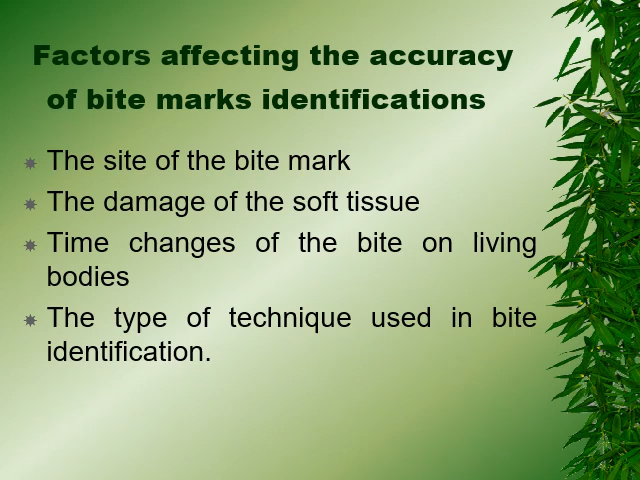 Factors affecting the accuracy
of bite marks identifications
The site of the bite mark
The damage of the soft tissue
Time changes of the bite on living
bodies
The type of technique used in bite
identification.